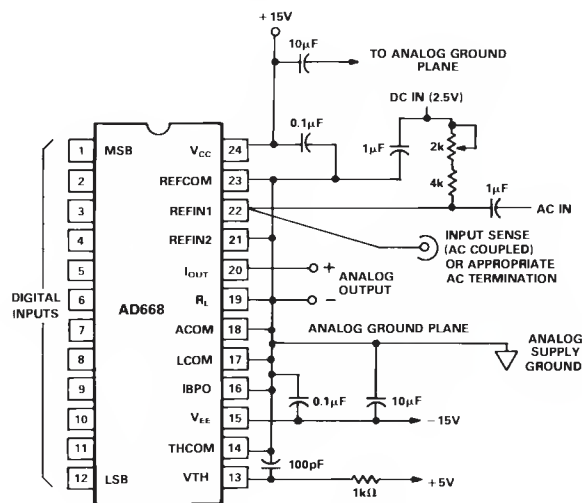 +15V
10µF
TO ANALOG GROUND
PLANE
DC IN (2.5V)
0.1µF
1µF
2k
4k
1µF
AC IN
INPUT SENSE
(AC COUPLED)
OR APPROPRIATE
AC TERMINATION
DIGITAL
INPUTS
AD668
1 MSB
2
3
4
5
6
7
8
9
10
11
12 LSB
VCC 24
REFCOM 23
REFIN1 22
REFIN2 21
IOUT 20
RL 19
ACOM 18
LCOM 17
IBPO 16
VEE 15
THCOM 14
VTH 13
+
ANALOG
OUTPUT
–
ANALOG GROUND PLANE
ANALOG
SUPPLY
GROUND
0.1µF
10µF
–15V
100pF
1kΩ
+5V